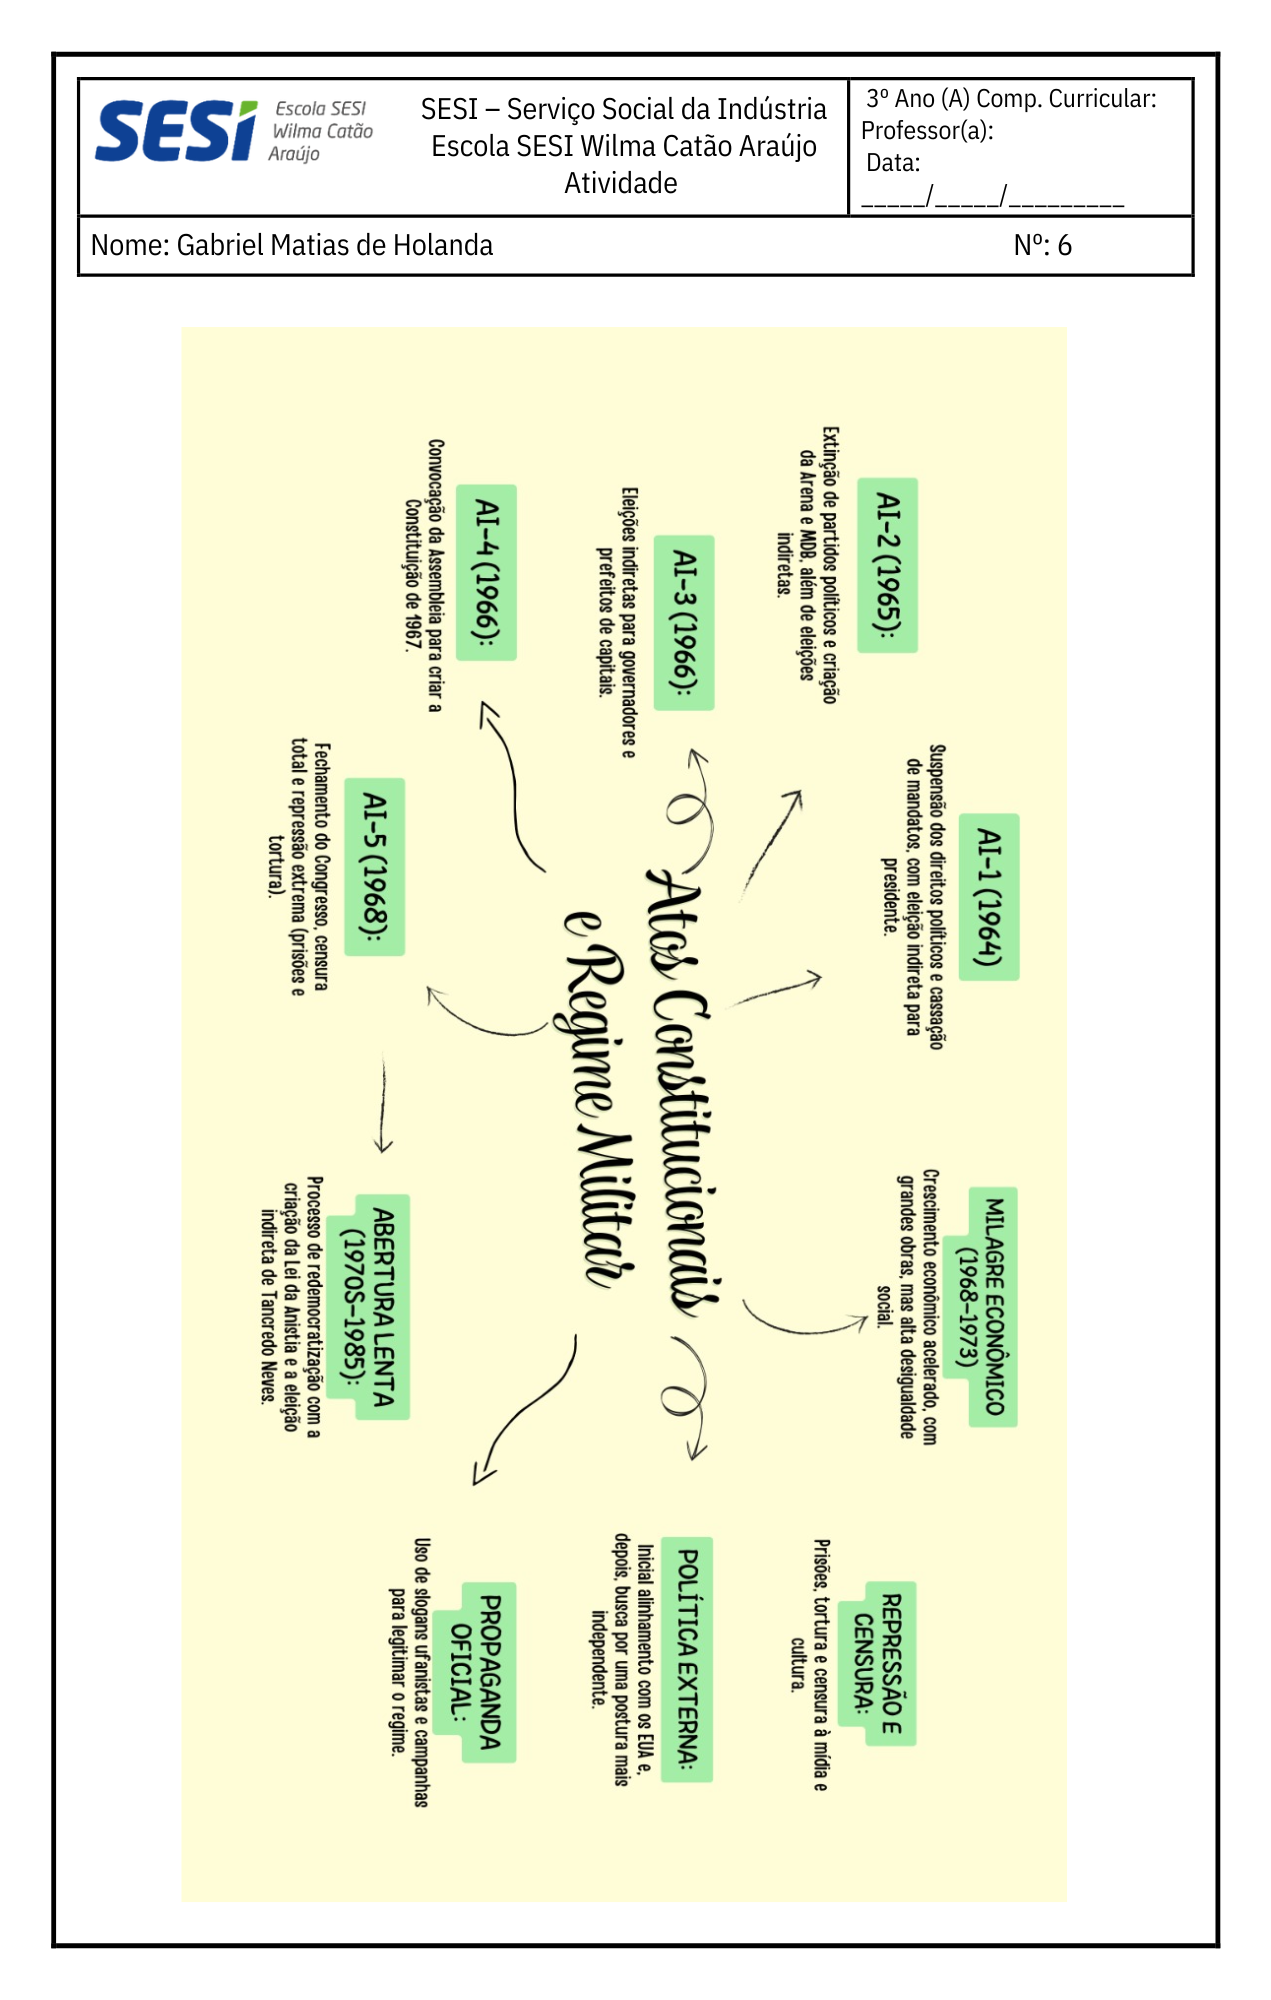 SESI
Escola SESI
Wilma Catão
Araújo
SESI – Serviço Social da Indústria
Escola SESI Wilma Catão Araújo
Atividade
3º Ano (A) Comp. Curricular:
Professor(a):
Data:
_____/_____/_________
Nome: Gabriel Matias de Holanda
Nº: 6
Atos Constitucionais
e Regime Militar
AI-1 (1964)
Suspensão dos direitos políticos e cassação
de mandatos, com eleição indireta para
presidente.
AI-2 (1965):
Extinção de partidos políticos e criação
da Arena e MDB, além de eleições
indiretas.
AI-3 (1966):
Eleições indiretas para governadores e
prefeitos de capitais.
AI-4 (1966):
Convocação da Assembleia para criar a
Constituição de 1967.
AI-5 (1968):
Fechamento do Congresso, censura
total e repressão extrema (prisões e
tortura).
ABERTURA LENTA
(1970S-1985):
Processo de redemocratização com a
criação da Lei da Anistia e a eleição
indireta de Tancredo Neves.
MILAGRE ECONÔMICO
(1968-1973)
Crescimento econômico acelerado, com
grandes obras, mas alta desigualdade
social.
REPRESSÃO E
CENSURA:
Prisões, tortura e censura à mídia e
cultura.
POLÍTICA EXTERNA:
Inicial alinhamento com os EUA e,
depois, busca por uma postura mais
independente.
PROPAGANDA
OFICIAL:
Uso de slogans ufanistas e campanhas
para legitimar o regime.